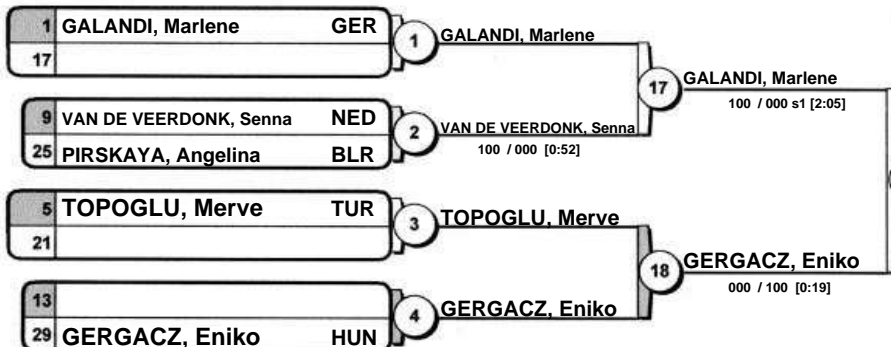 1 GALANDI, Marlene GER
17
1 GALANDI, Marlene
9 VAN DE VEERDONK, Senna NED
25 PIRSKAYA, Angelina BLR
2 VAN DE VEERDONK, Senna
100 / 000 [0:52]
17 GALANDI, Marlene
100 / 000 s1 [2:05]
5 TOPOGLU, Merve TUR
21
3 TOPOGLU, Merve
13
29 GERGACZ, Eniko HUN
4 GERGACZ, Eniko
18 GERGACZ, Eniko
000 / 100 [0:19]